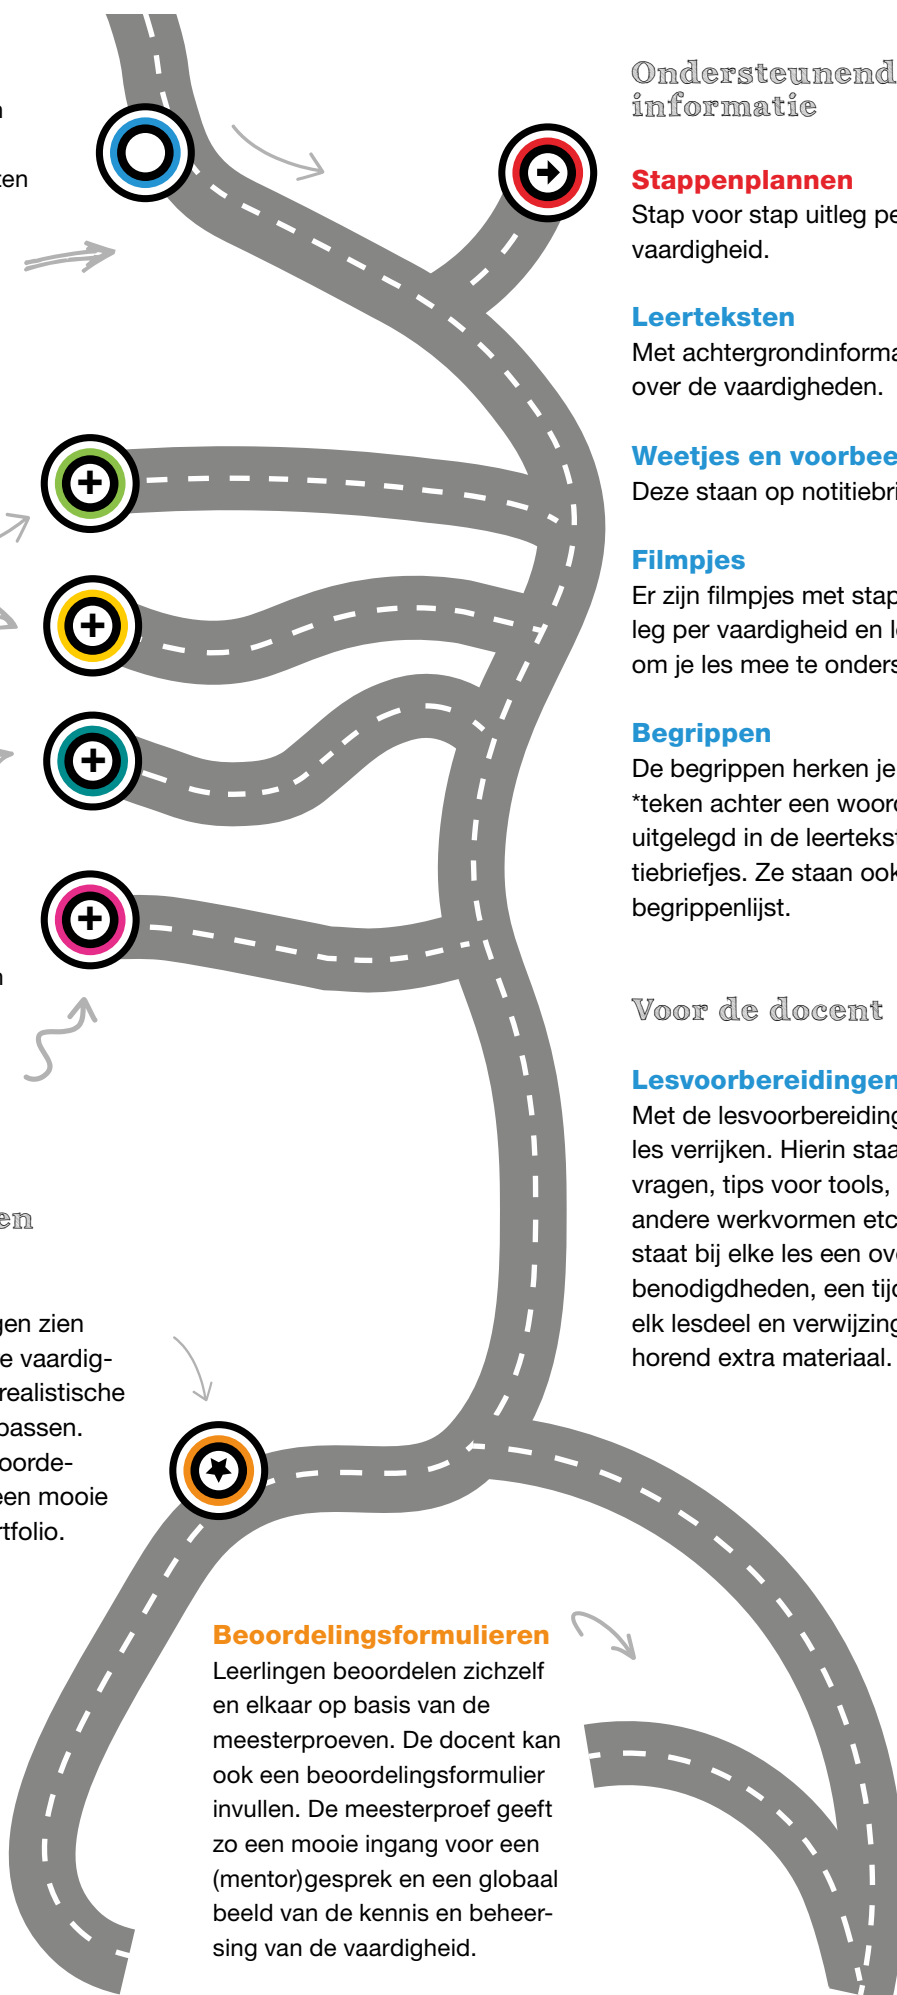 n
ten
en
gen zien
e vaardig-
realistische
passen.
oorde-
een mooie
rtfolio.
Beoordelingsformulieren
Leerlingen beoordelen zichzelf
en elkaar op basis van de
meesterproeven. De docent kan
ook een beoordelingsformulier
invullen. De meesterproef geeft
zo een mooie ingang voor een
(mentor)gesprek en een globaal
beeld van de kennis en beheer-
sing van de vaardigheid.
Ondersteunend
informatie
Stappenplannen
Stap voor stap uitleg pe
vaardigheid.
Leerteksten
Met achtergrondinforma
over de vaardigheden.
Weetjes en voorbee
Deze staan op notitiebri
Filmpjes
Er zijn filmpjes met stap
leg per vaardigheid en le
om je les mee te onders
Begrippen
De begrippen herken je
*teken achter een woord
uitgelegd in de leertekst
tiebriefjes. Ze staan ook
begrippenlijst.
Voor de docent
Lesvoorbereidingen
Met de lesvoorbereiding
les verrijken. Hierin staa
vragen, tips voor tools,
andere werkvormen etc
staat bij elke les een ove
benodigdheden, een tijd
elk lesdeel en verwijzing
horend extra materiaal.